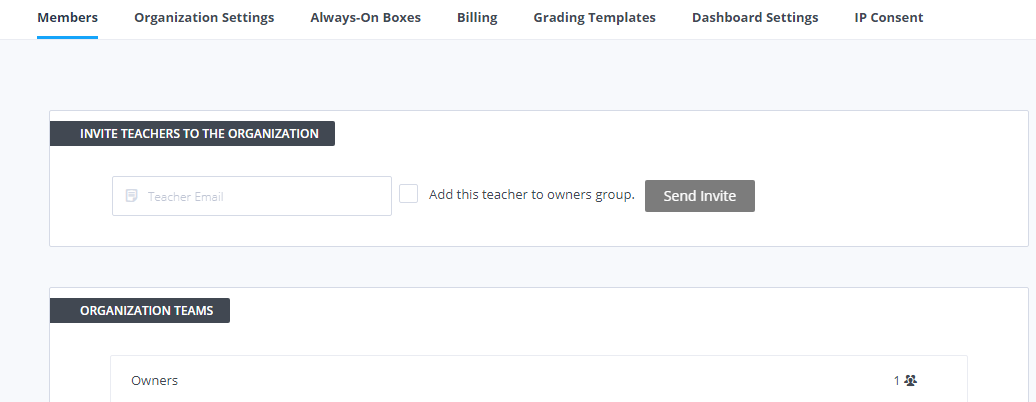 Members Organization Settings Always-On Boxes Billing Grading Templates Dashboard Settings IP Consent
INVITE TEACHERS TO THE ORGANIZATION
Teacher Email Add this teacher to owners group. Send Invite
ORGANIZATION TEAMS
Owners 1